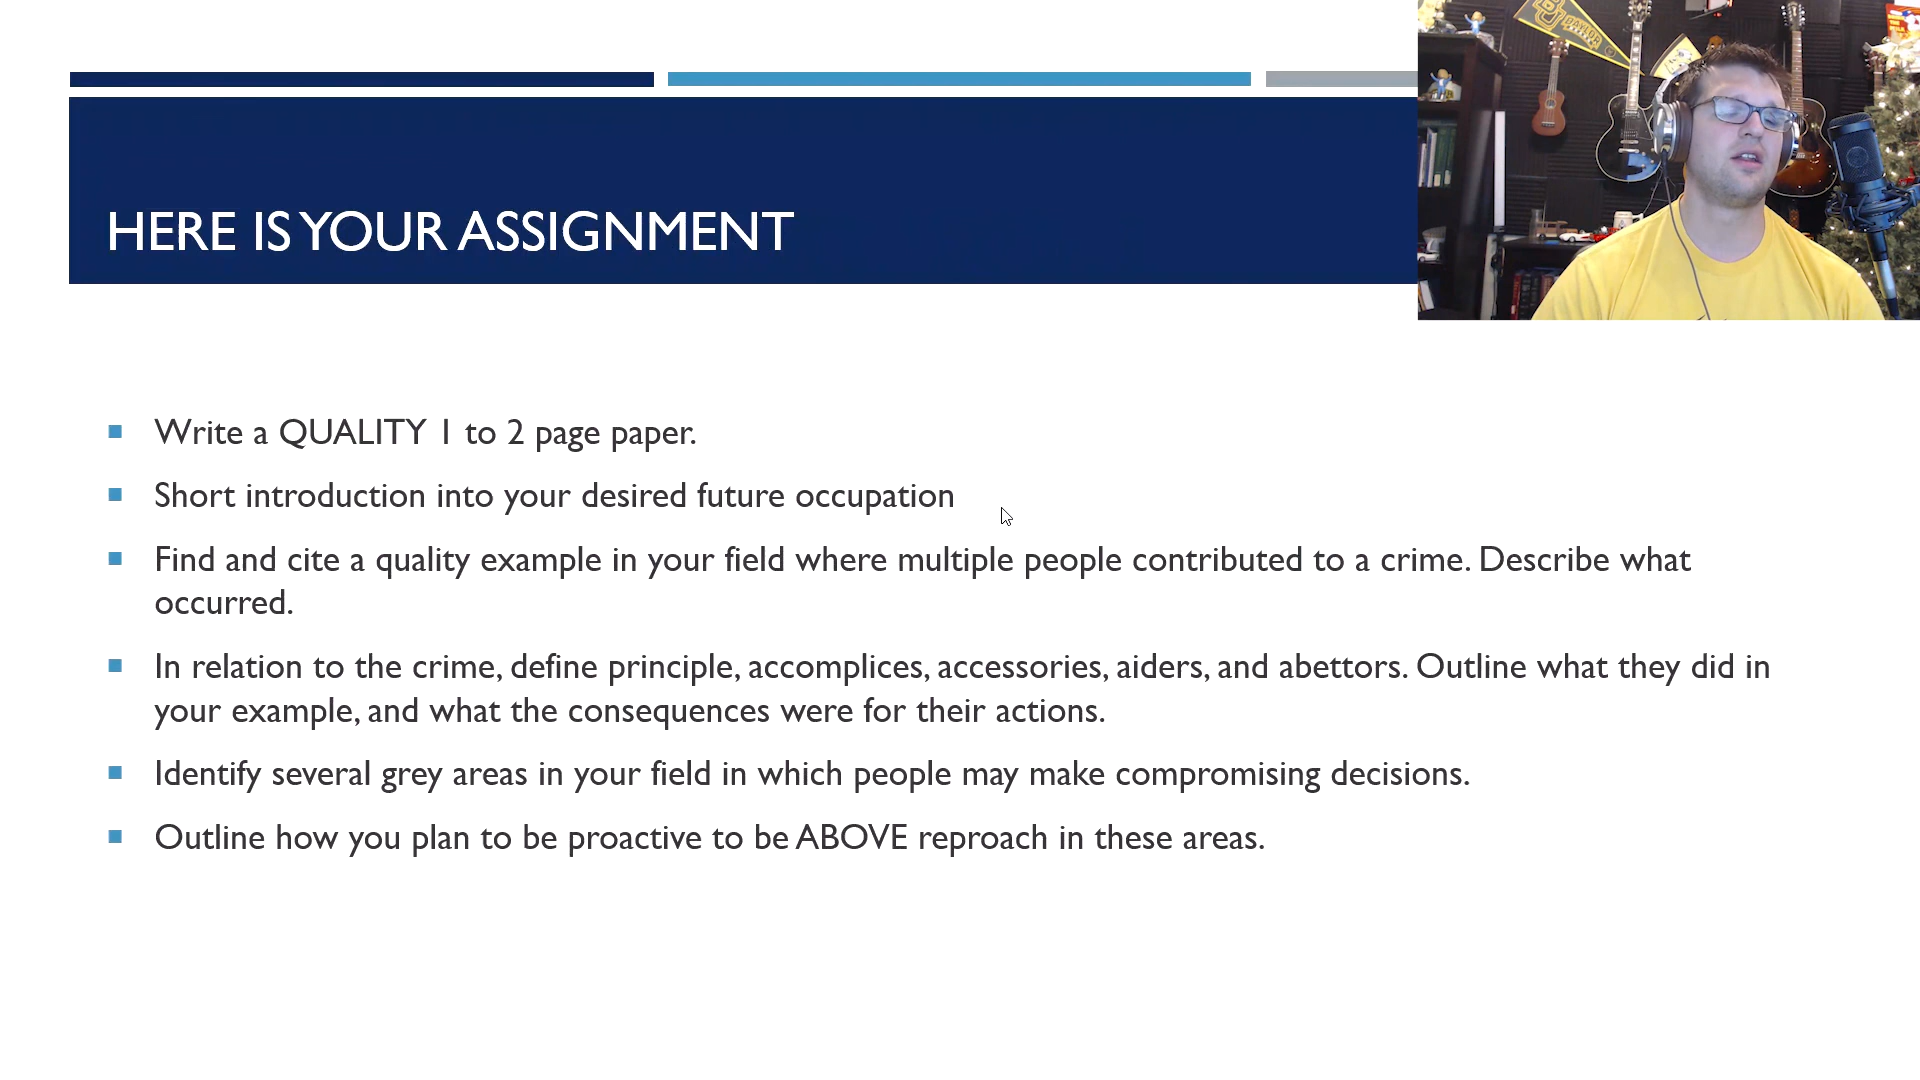 HERE IS YOUR ASSIGNMENT
Write a QUALITY 1 to 2 page paper.
Short introduction into your desired future occupation
Find and cite a quality example in your field where multiple people contributed to a crime. Describe what
occurred.
In relation to the crime, define principle, accomplices, accessories, aiders, and abettors. Outline what they did in
your example, and what the consequences were for their actions.
Identify several grey areas in your field in which people may make compromising decisions.
Outline how you plan to be proactive to be ABOVE reproach in these areas.
BAYLOR